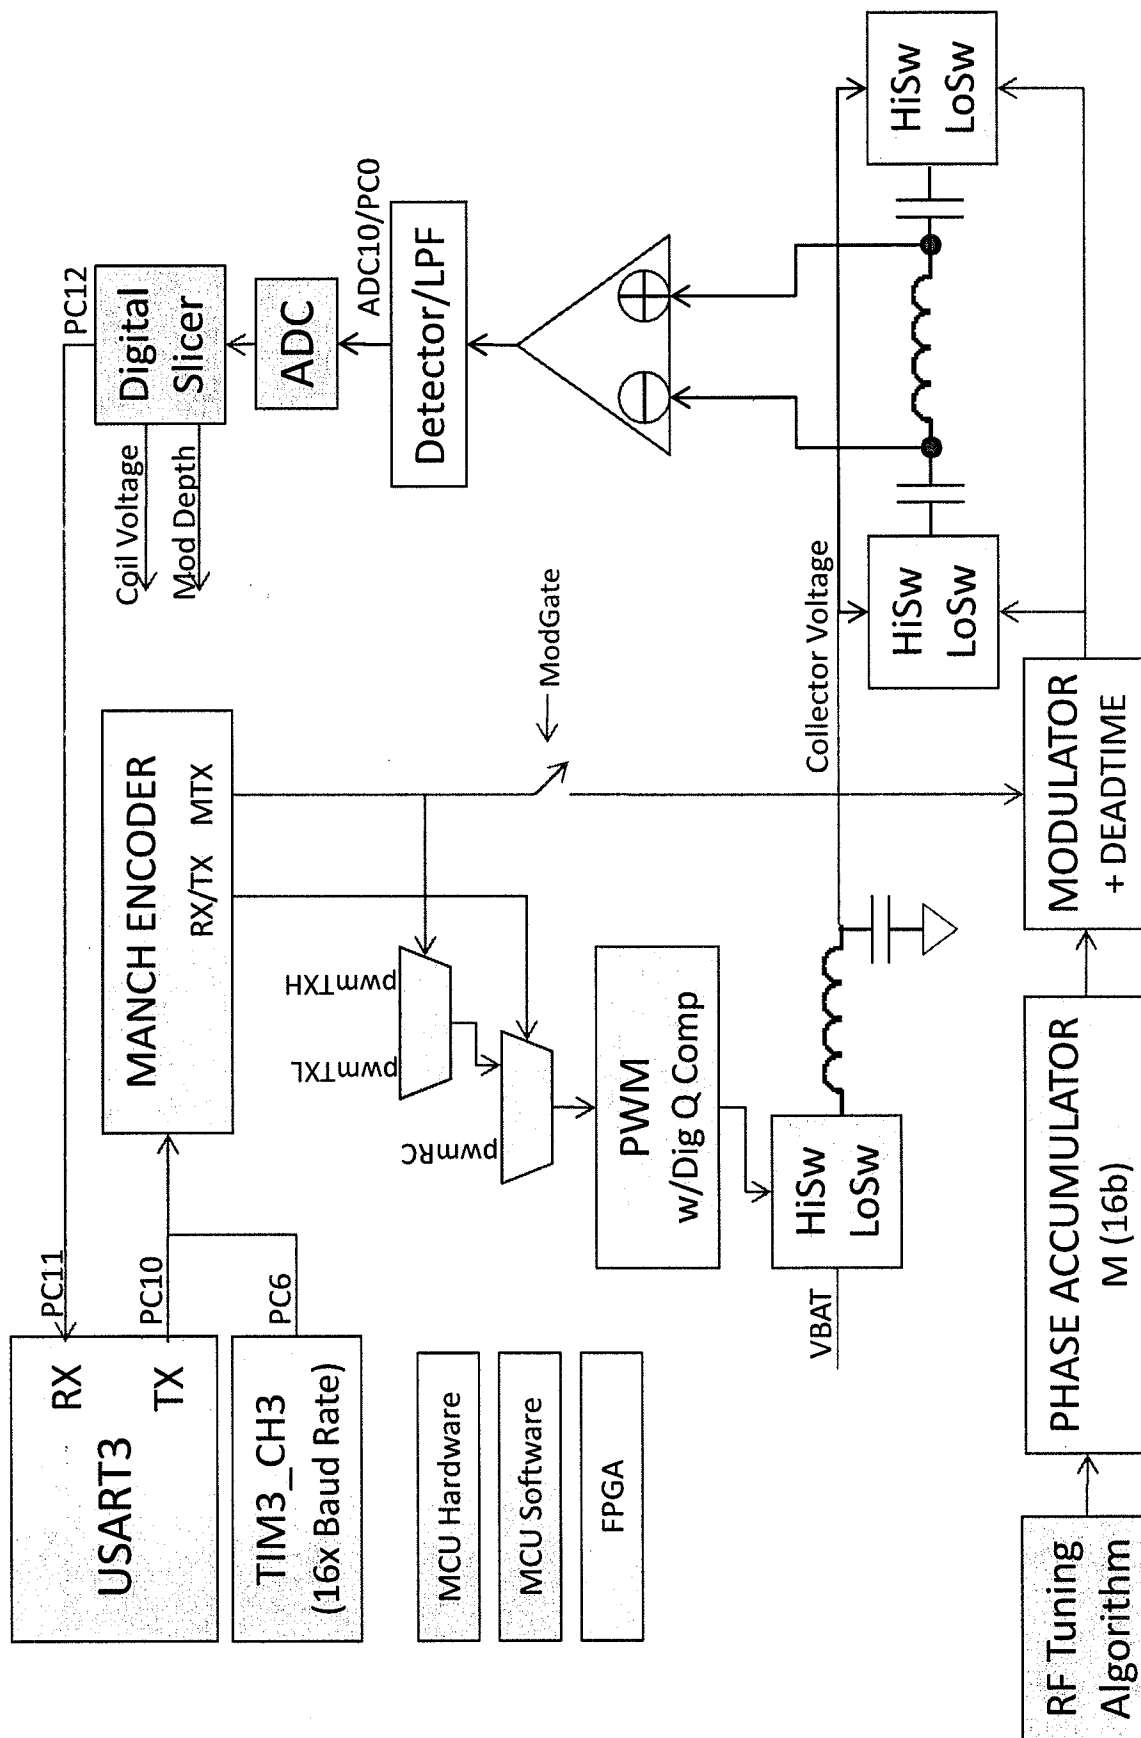 USART3
RX
TX
PC11
PC10
TIM3_CH3
(16x Baud Rate)
PC6
MCU Hardware
MCU Software
FPGA
MANCH ENCODER
RX/TX MTX
pwmTXH
pwmTXL
pwmRC
PWM
w/Dig Q Comp
VBAT
HiSw
LoSw
ModGate
Collector Voltage
PC12
Digital
Slicer
Coil Voltage
Mod Depth
ADC
ADC10/PC0
Detector/LPF
HiSw
LoSw
HiSw
LoSw
RF Tuning
Algorithm
PHASE ACCUMULATOR
M (16b)
MODULATOR
+ DEADTIME